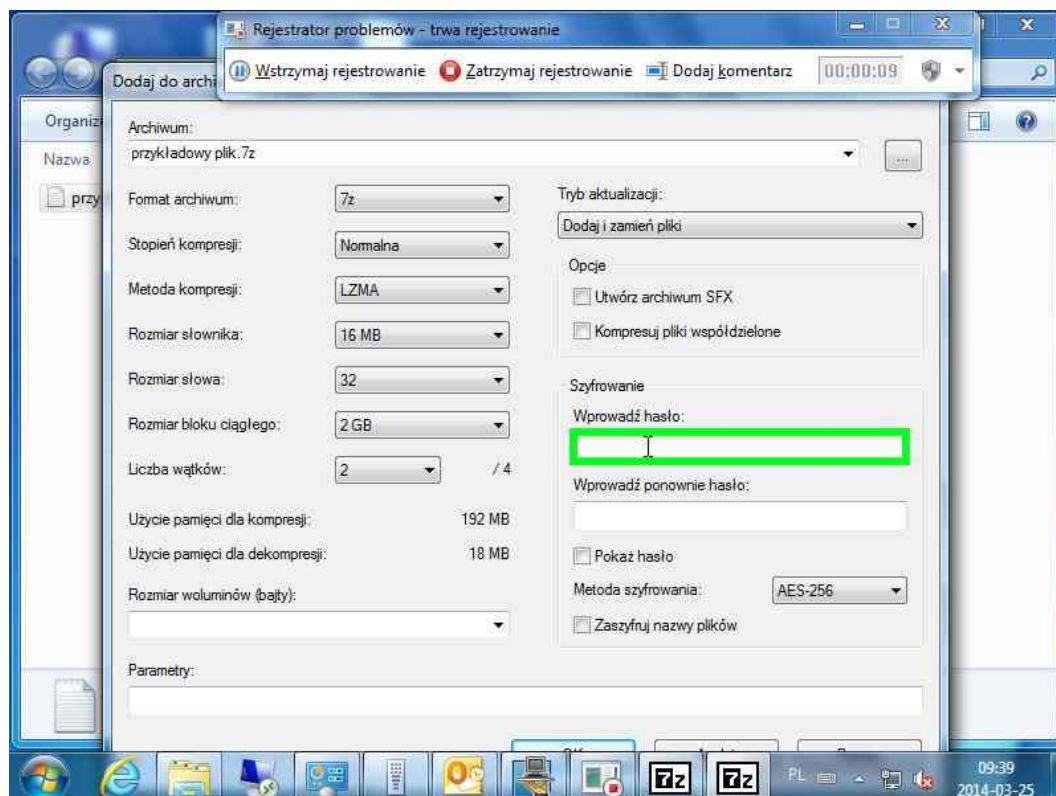 Rejestrator problemów - trwa rejestrowanie
Wstrzymaj rejestrowanie Zatrzymaj rejestrowanie Dodaj komentarz 00:00:09
Dodaj do archi
Organiz
Nazwa
przy
Archiwum:
przykładowy plik.7z
...
Format archiwum: 7z
Stopień kompresji: Normalna
Metoda kompresji: LZMA
Rozmiar słownika: 16 MB
Rozmiar słowa: 32
Rozmiar bloku ciągłego: 2 GB
Liczba wątków: 2 / 4
Użycie pamięci dla kompresji: 192 MB
Użycie pamięci dla dekompresji: 18 MB
Rozmiar woluminów (bajty):
Parametry:
Tryb aktualizacji:
Dodaj i zamień pliki
Opcje
Utwórz archiwum SFX
Kompresuj pliki współdzielone
Szyfrowanie
Wprowadź hasło:
Wprowadź ponownie hasło:
Pokaż hasło
Metoda szyfrowania: AES-256
Zaszyfruj nazwy plików
7z 7z PL 09:39
2014-03-25